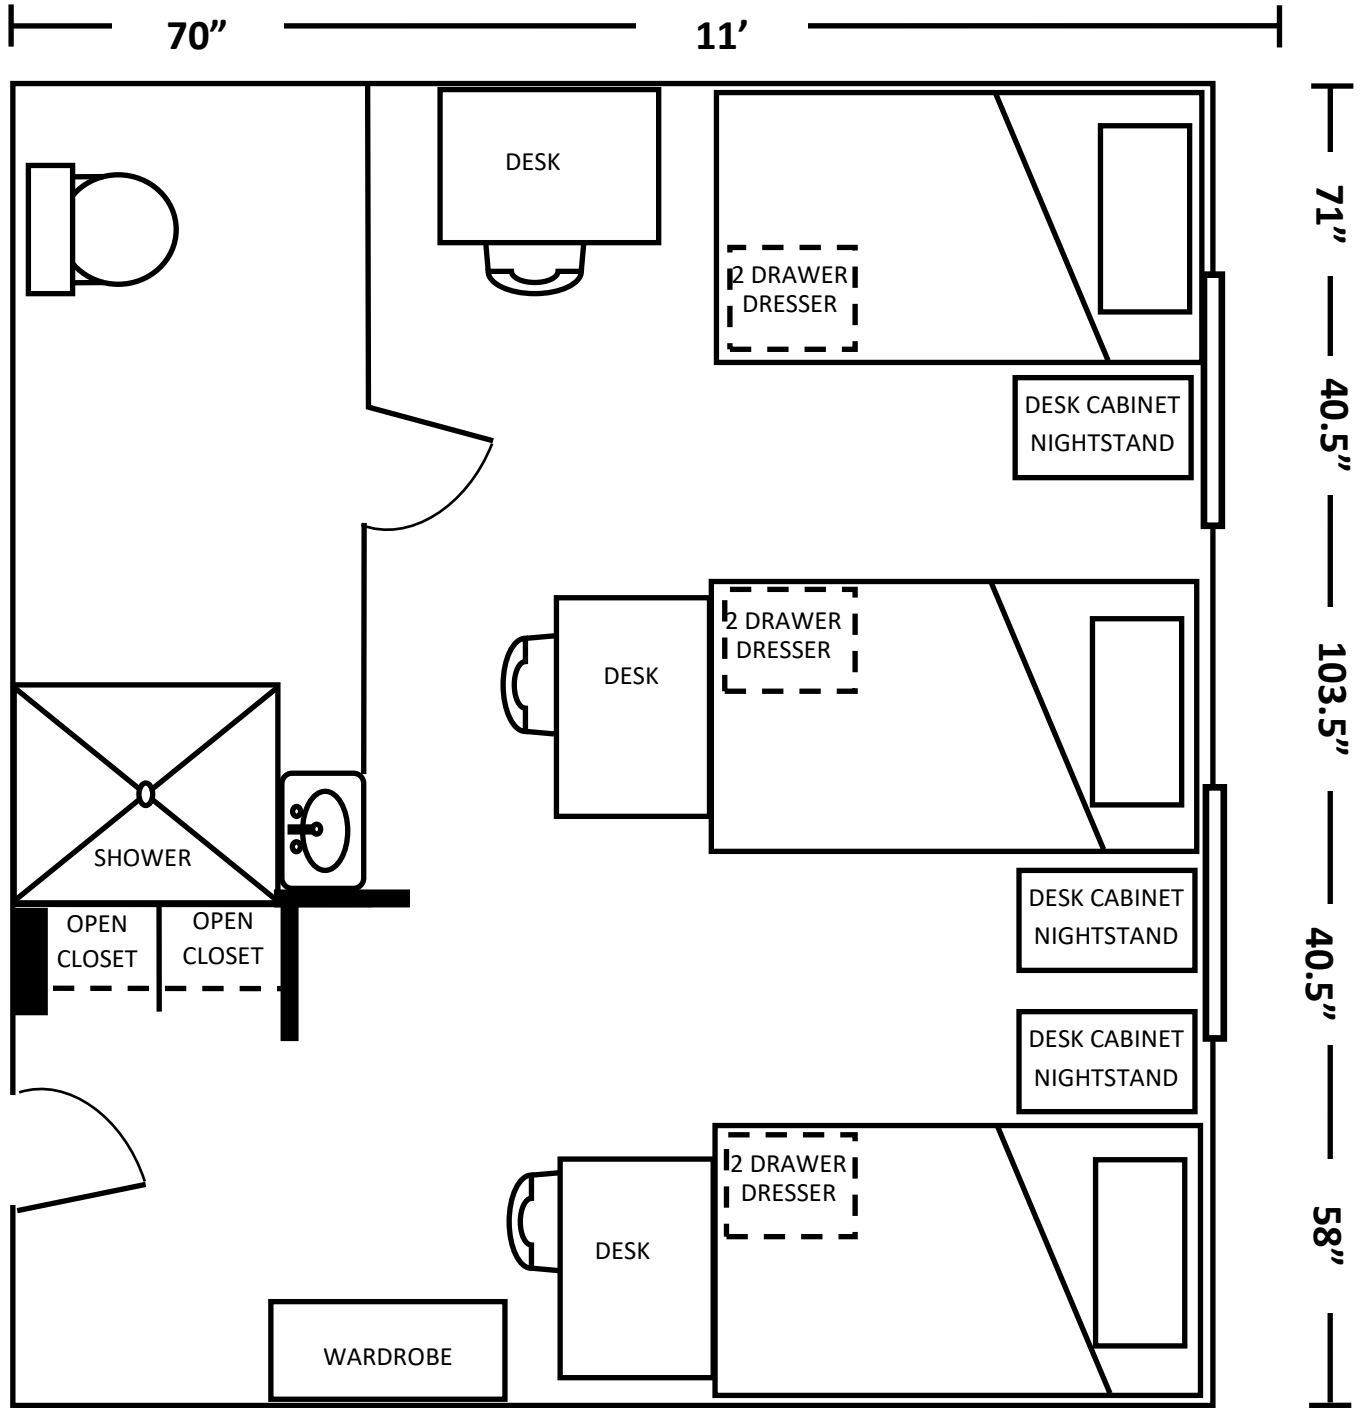 70”
11’
DESK
71”
2 DRAWER
DRESSER
DESK CABINET
NIGHTSTAND
40.5”
2 DRAWER
DRESSER
DESK
103.5”
SHOWER
DESK CABINET
NIGHTSTAND
OPEN
CLOSET
OPEN
CLOSET
40.5”
DESK CABINET
NIGHTSTAND
2 DRAWER
DRESSER
DESK
58”
WARDROBE